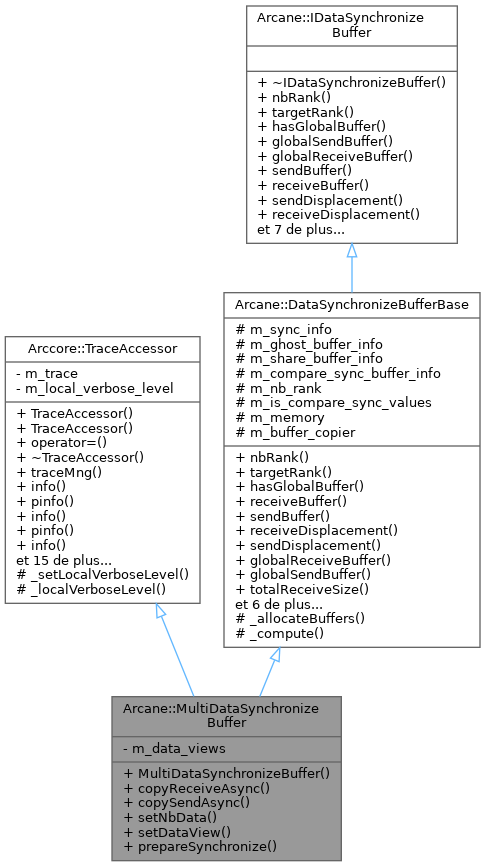 Arcane::IDataSynchronize
Buffer
+ ~IDataSynchronizeBuffer()
+ nbRank()
+ targetRank()
+ hasGlobalBuffer()
+ globalSendBuffer()
+ globalReceiveBuffer()
+ sendBuffer()
+ receiveBuffer()
+ sendDisplacement()
+ receiveDisplacement()
et 7 de plus...
Arcane::DataSynchronizeBufferBase
# m_sync_info
# m_ghost_buffer_info
# m_share_buffer_info
# m_compare_sync_buffer_info
# m_nb_rank
# m_is_compare_sync_values
# m_memory
# m_buffer_copier
+ nbRank()
+ targetRank()
+ hasGlobalBuffer()
+ receiveBuffer()
+ sendBuffer()
+ receiveDisplacement()
+ sendDisplacement()
+ globalReceiveBuffer()
+ globalSendBuffer()
+ totalReceiveSize()
et 6 de plus...
# _allocateBuffers()
# _compute()
Arccore::TraceAccessor
- m_trace
- m_local_verbose_level
+ TraceAccessor()
+ TraceAccessor()
+ operator=()
+ ~TraceAccessor()
+ traceMng()
+ info()
+ pinfo()
+ info()
+ pinfo()
+ info()
et 15 de plus...
# _setLocalVerboseLevel()
# _localVerboseLevel()
Arcane::MultiDataSynchronize
Buffer
- m_data_views
+ MultiDataSynchronizeBuffer()
+ copyReceiveAsync()
+ copySendAsync()
+ setNbData()
+ setDataView()
+ prepareSynchronize()